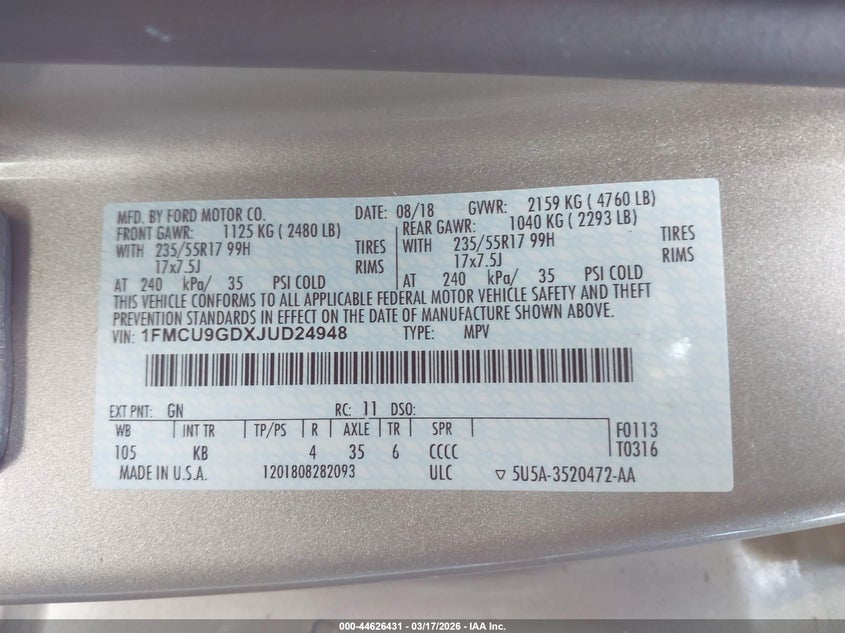 MFD. BY FORD MOTOR CO. DATE: 08/18 GVWR: 2159 KG ( 4760 LB)
FRONT GAWR: 1125 KG ( 2480 LB) REAR GAWR: 1040 KG ( 2293 LB)
WITH 235/55R17 99H TIRES WITH 235/55R17 99H TIRES
17x7.5J RIMS 17x7.5J RIMS
AT 240 kPa/ 35 PSI COLD AT 240 kPa/ 35 PSI COLD
THIS VEHICLE CONFORMS TO ALL APPLICABLE FEDERAL MOTOR VEHICLE SAFETY AND THEFT
PREVENTION STANDARDS IN EFFECT ON THE DATE OF MANUFACTURE SHOWN ABOVE.
VIN: 1FMCU9GDXJUD24948 TYPE: MPV
EXT PNT: GN RC: 11 DSO:
WB INT TR TP/PS R AXLE TR SPR F0113
105 KB 4 35 6 CCCC T0316
MADE IN U.S.A. 1201808282093 ULC ▽ 5U5A-3520472-AA
000-44626431 — 03/17/2026 — IAA Inc.